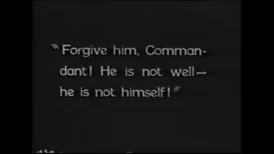 "Forgive him, Comman-
dant! He is not well—
he is not himself!"